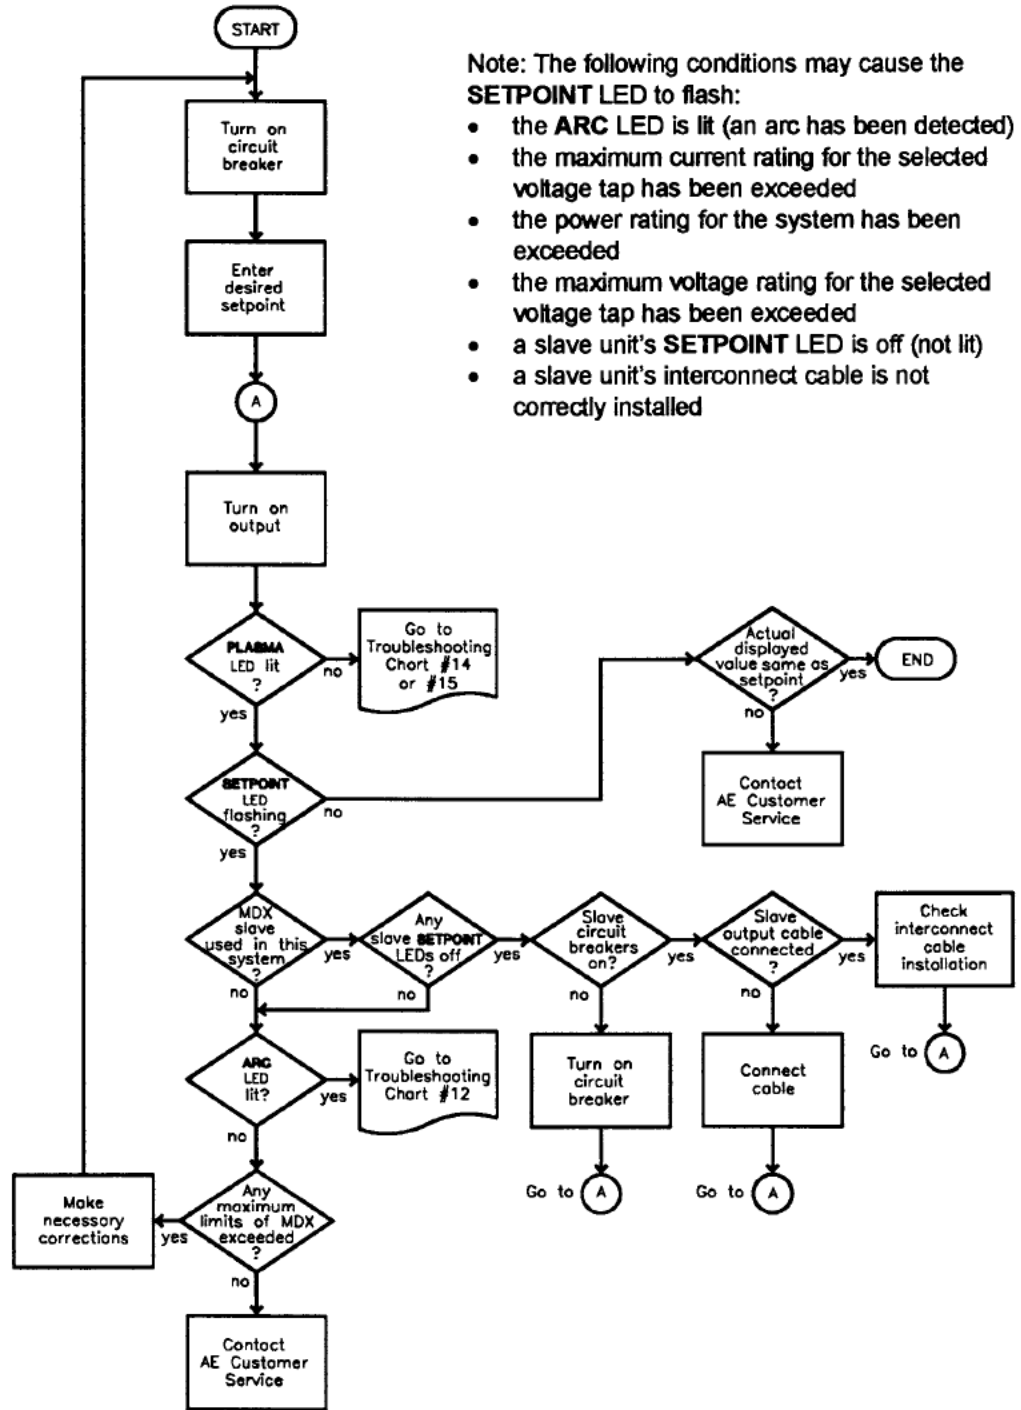 START
Note: The following conditions may cause the
SETPOINT LED to flash:
• the ARC LED is lit (an arc has been detected)
• the maximum current rating for the selected
voltage tap has been exceeded
• the power rating for the system has been
exceeded
• the maximum voltage rating for the selected
voltage tap has been exceeded
• a slave unit's SETPOINT LED is off (not lit)
• a slave unit's interconnect cable is not
correctly installed
Turn on
circuit
breaker
Enter
desired
setpoint
A
Turn on
output
PLASMA
LED lit
?
no
yes
Go to
Troubleshooting
Chart #14
or #15
Actual
displayed
value same as
setpoint
?
yes
no
END
Contact
AE Customer
Service
SETPOINT
LED
flashing
?
no
yes
MDX
slave
used in this
system
?
yes
no
Any
slave SETPOINT
LEDs off
?
yes
no
Slave
circuit
breakers
on?
yes
no
Slave
output cable
connected
?
yes
no
Check
interconnect
cable
installation
Go to A
ARC
LED
lit?
yes
no
Go to
Troubleshooting
Chart #12
Turn on
circuit
breaker
Go to A
Connect
cable
Go to A
Any
maximum
limits of MDX
exceeded
?
yes
no
Make
necessary
corrections
Contact
AE Customer
Service